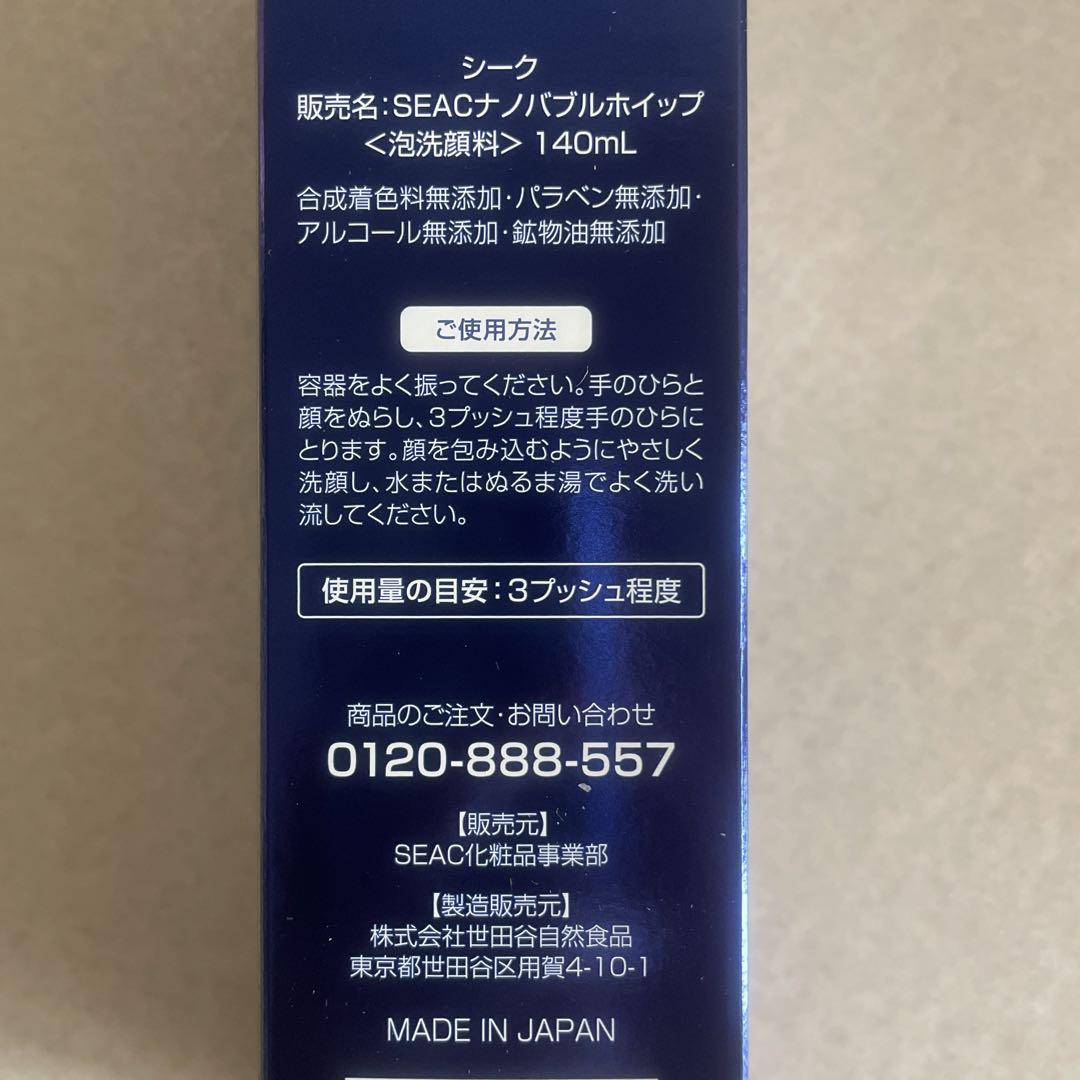 シーク
販売名:SEACナノバブルホイップ
<泡洗顔料> 140mL
合成着色料無添加・パラベン無添加・
アルコール無添加・鉱物油無添加
ご使用方法
容器をよく振ってください。手のひらと
顔をぬらし、3プッシュ程度手のひらに
とります。顔を包み込むようにやさしく
洗顔し、水またはぬるま湯でよく洗い
流してください。
使用量の目安:3プッシュ程度
商品のご注文・お問い合わせ
0120-888-557
【販売元】
SEAC化粧品事業部
【製造販売元】
株式会社世田谷自然食品
東京都世田谷区用賀4-10-1
MADE IN JAPAN